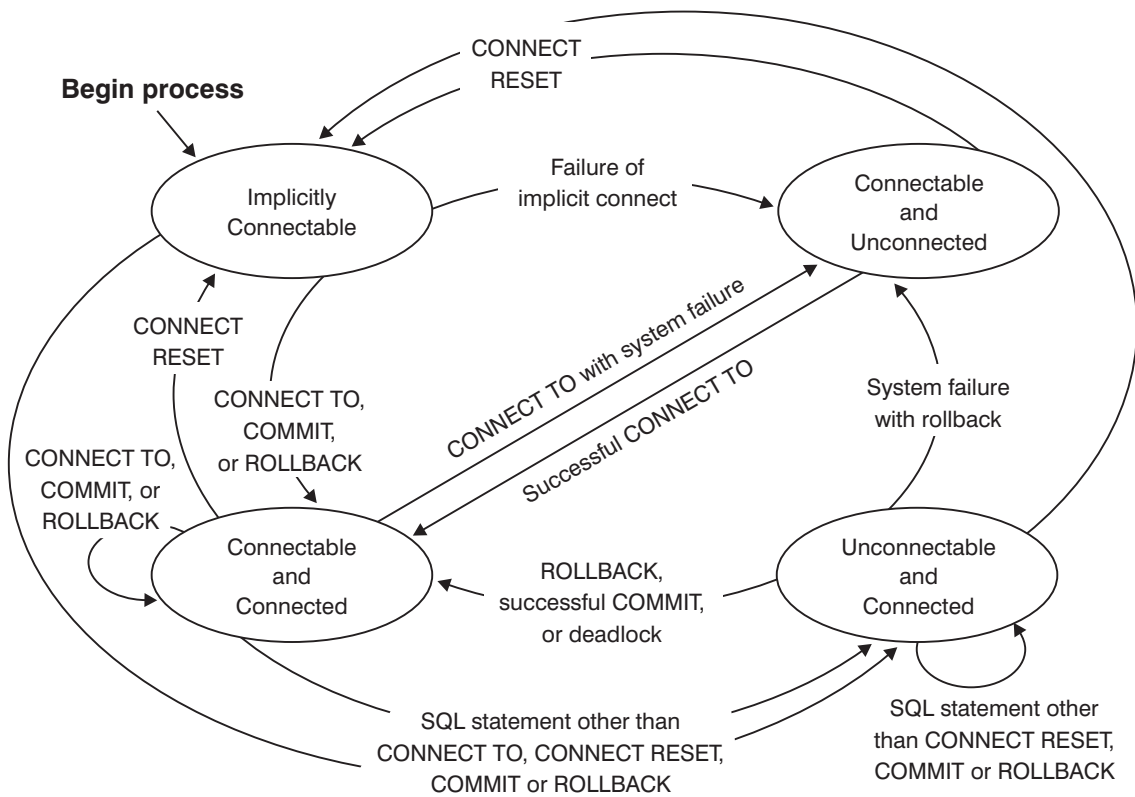 CONNECT
RESET
Begin process
Implicitly
Connectable
Failure of
implicit connect
Connectable
and
Unconnected
CONNECT
RESET
CONNECT TO with system failure
Successful CONNECT TO
System failure
with rollback
CONNECT TO,
COMMIT,
or ROLLBACK
CONNECT TO,
COMMIT, or
ROLLBACK
Connectable
and
Connected
ROLLBACK,
successful COMMIT,
or deadlock
Unconnectable
and
Connected
SQL statement other than
CONNECT TO, CONNECT RESET,
COMMIT or ROLLBACK
SQL statement other
than CONNECT RESET,
COMMIT or ROLLBACK